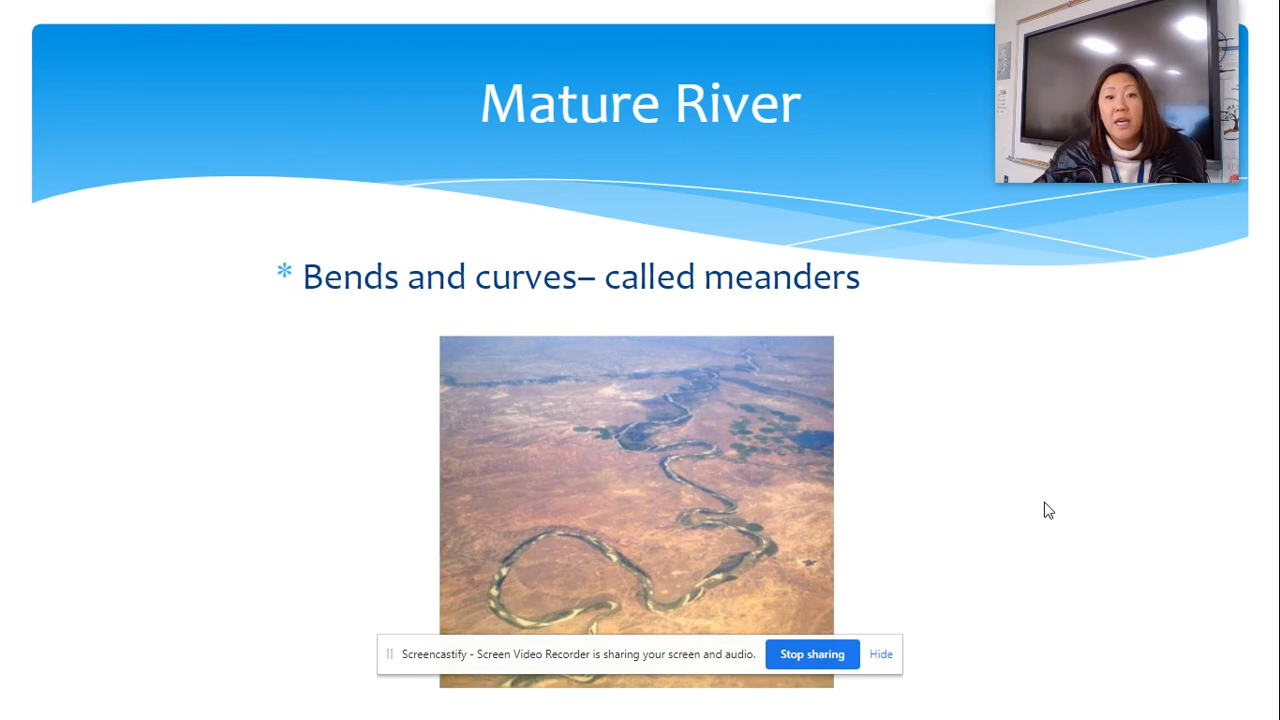 Mature River
* Bends and curves– called meanders
Screencastify - Screen Video Recorder is sharing your screen and audio. Stop sharing Hide